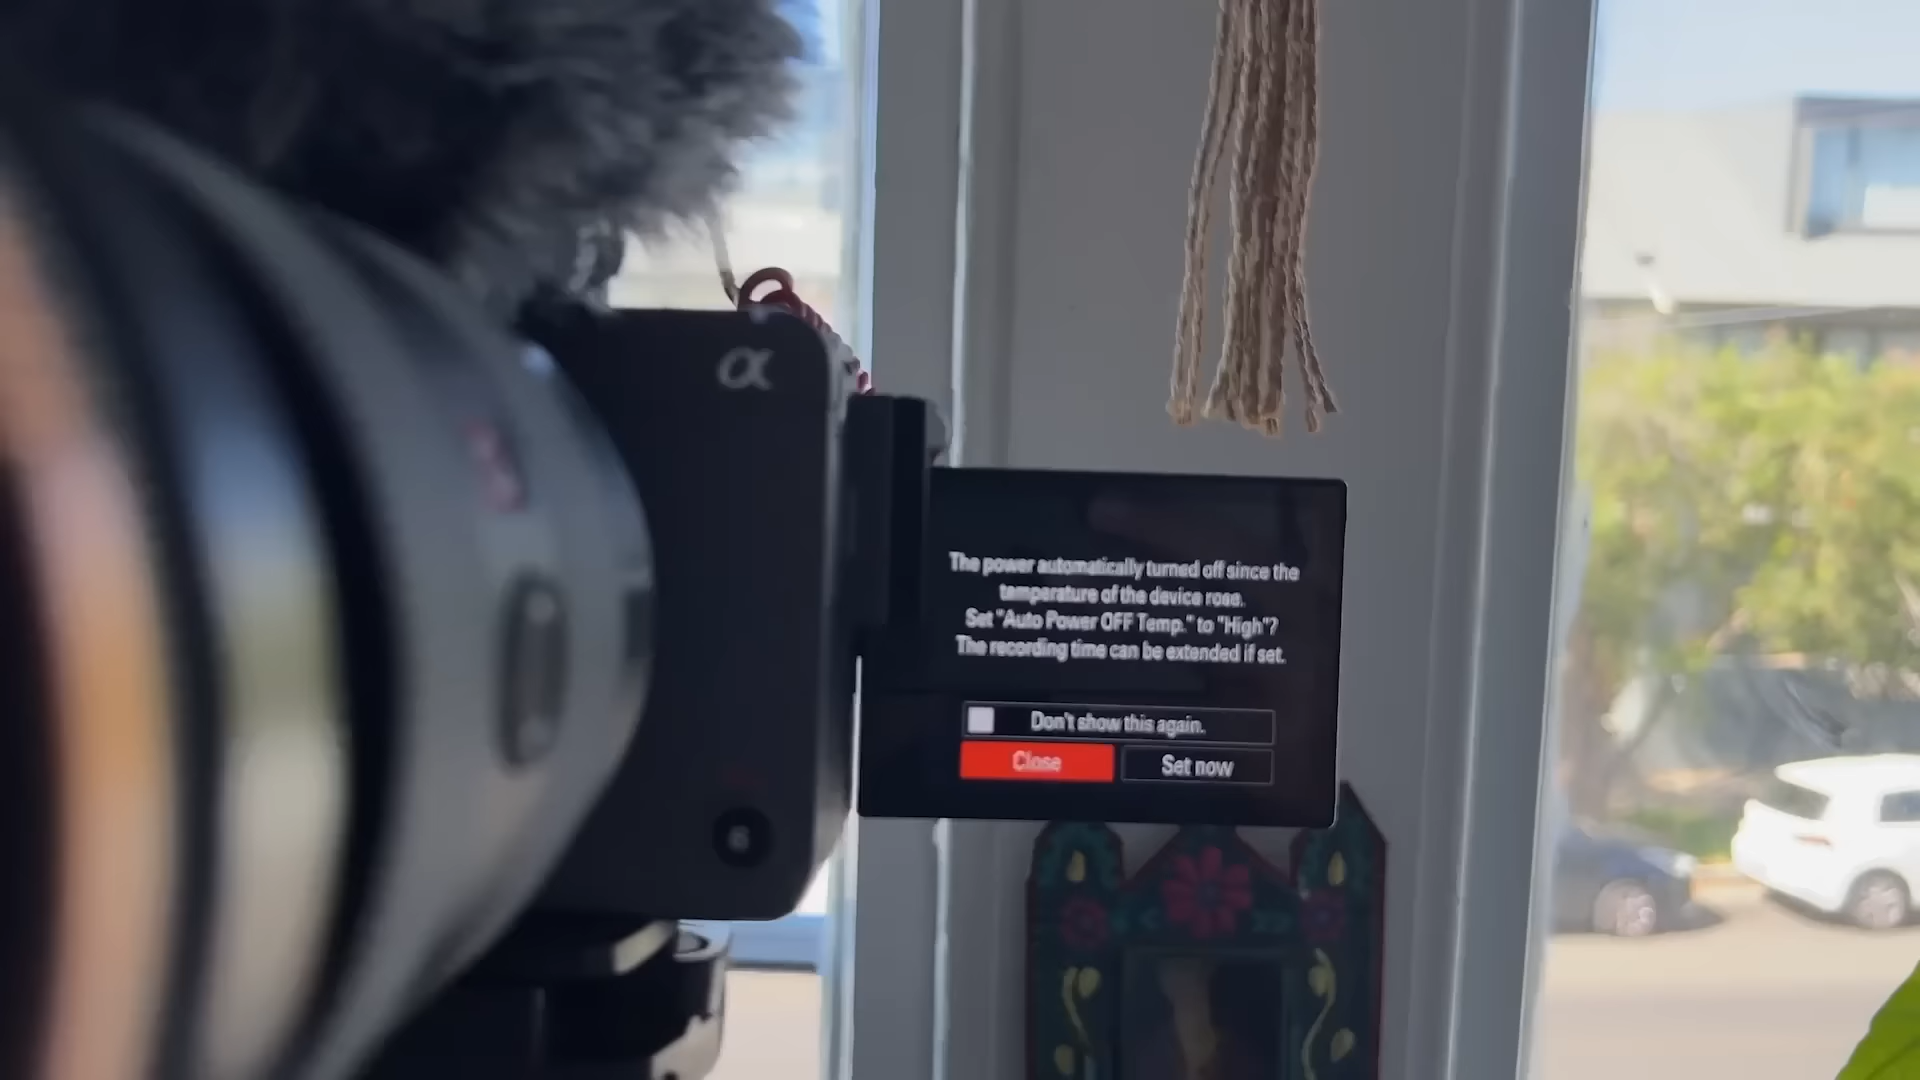 α
The power automatically turned off since the
temperature of the device rose.
Set "Auto Power OFF Temp." to "High"?
The recording time can be extended if set.
Don't show this again.
Close
Set now